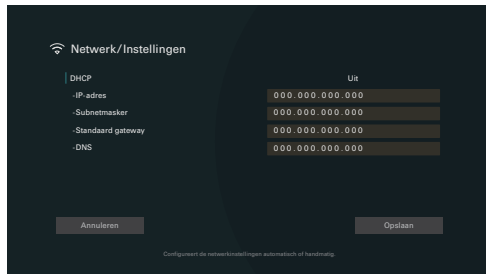 Netwerk/Instellingen
DHCP Uit
-IP-adres 000.000.000.000
-Subnetmasker 000.000.000.000
-Standaard gateway 000.000.000.000
-DNS 000.000.000.000
Annuleren Opslaan
Configureert de netwerkinstellingen automatisch of handmatig.